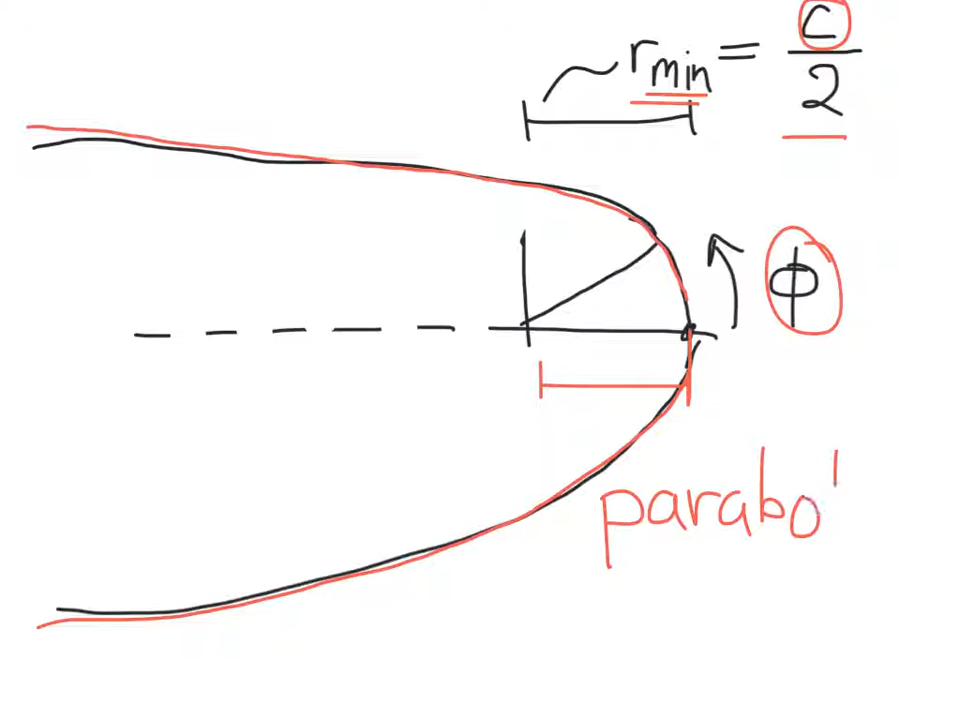 r_min = c/2
ϕ
parabo'